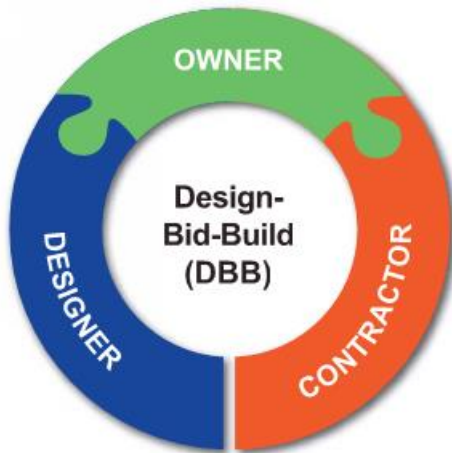 OWNER
Design-
Bid-Build
(DBB)
DESIGNER
CONTRACTOR